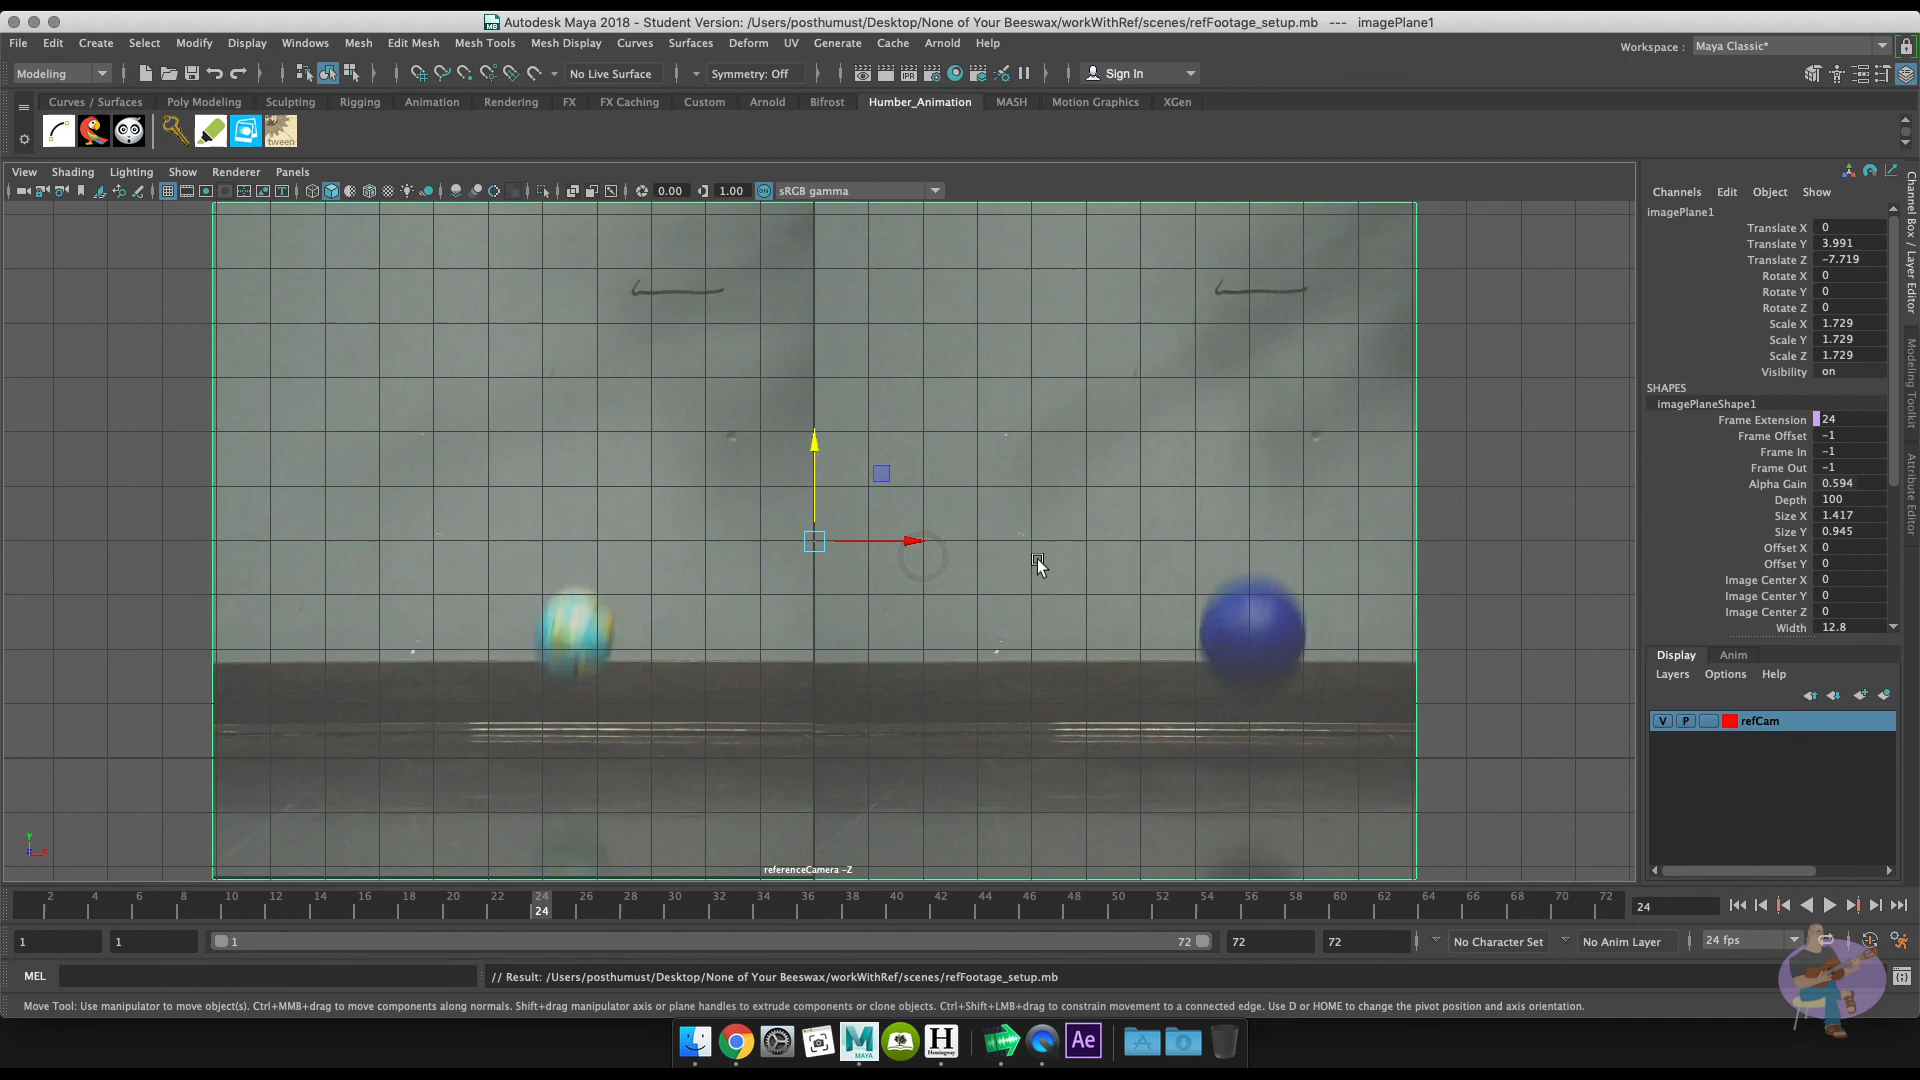 Autodesk Maya 2018 - Student Version: /Users/posthumust/Desktop/None of Your Beeswax/workWithRef/scenes/refFootage_setup.mb --- imagePlane1
File Edit Create Select Modify Display Windows Mesh Edit Mesh Mesh Tools Mesh Display Curves Surfaces Deform UV Generate Cache Arnold Help
Workspace : Maya Classic*
Modeling No Live Surface Symmetry: Off IPR Sign In
Curves / Surfaces Poly Modeling Sculpting Rigging Animation Rendering FX FX Caching Custom Arnold Bifrost Humber_Animation MASH Motion Graphics XGen
tween
View Shading Lighting Show Renderer Panels
0.00 1.00 ON sRGB gamma
Channels Edit Object Show
imagePlane1
Translate X 0
Translate Y 3.991
Translate Z -7.719
Rotate X 0
Rotate Y 0
Rotate Z 0
Scale X 1.729
Scale Y 1.729
Scale Z 1.729
Visibility on
SHAPES
imagePlaneShape1
Frame Extension 24
Frame Offset -1
Frame In -1
Frame Out -1
Alpha Gain 0.594
Depth 100
Size X 1.417
Size Y 0.945
Offset X 0
Offset Y 0
Image Center X 0
Image Center Y 0
Image Center Z 0
Width 12.8
Channel Box / Layer Editor
Modeling Toolkit
Attribute Editor
Display Anim
Layers Options Help
V P refCam
Y
referenceCamera -Z
2 4 6 8 10 12 14 16 18 20 22 24 26 28 30 32 34 36 38 40 42 44 46 48 50 52 54 56 58 60 62 64 66 68 70 72
24 24
1 1 1 72 72 72 No Character Set No Anim Layer 24 fps
MEL // Result: /Users/posthumust/Desktop/None of Your Beeswax/workWithRef/scenes/refFootage_setup.mb
Move Tool: Use manipulator to move object(s). Ctrl+MMB+drag to move components along normals. Shift+drag manipulator axis or plane handles to extrude components or clone objects. Ctrl+Shift+LMB+drag to constrain movement to a connected edge. Use D or HOME to change the pivot position and axis orientation.
M MAYA H Hemingway Ae